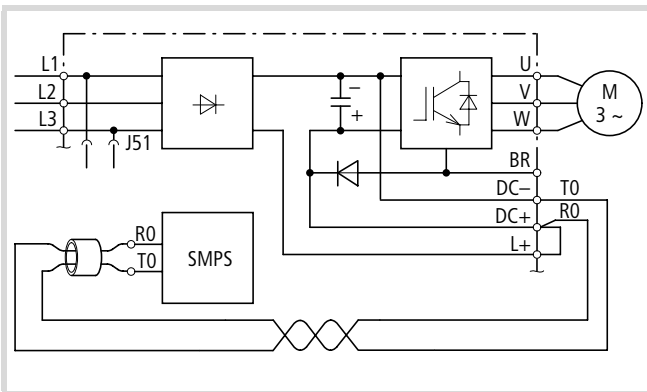 L1
L2
L3
J51
−
+
U
V
W
M
3 ~
BR
DC−
T0
DC+
R0
L+
R0
T0
SMPS